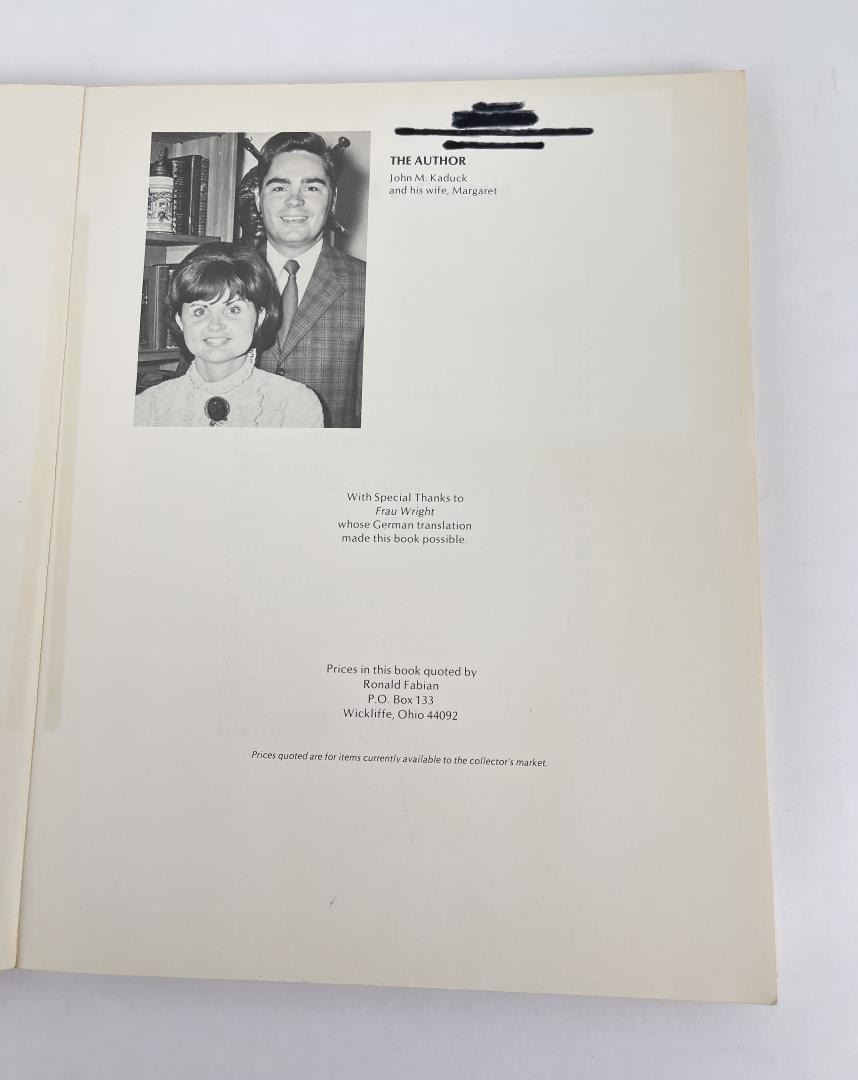 THE AUTHOR
John M. Kaduck
and his wife, Margaret
With Special Thanks to
Frau Wright
whose German translation
made this book possible.
Prices in this book quoted by
Ronald Fabian
P.O. Box 133
Wickliffe, Ohio 44092
Prices quoted are for items currently available to the collector's market.